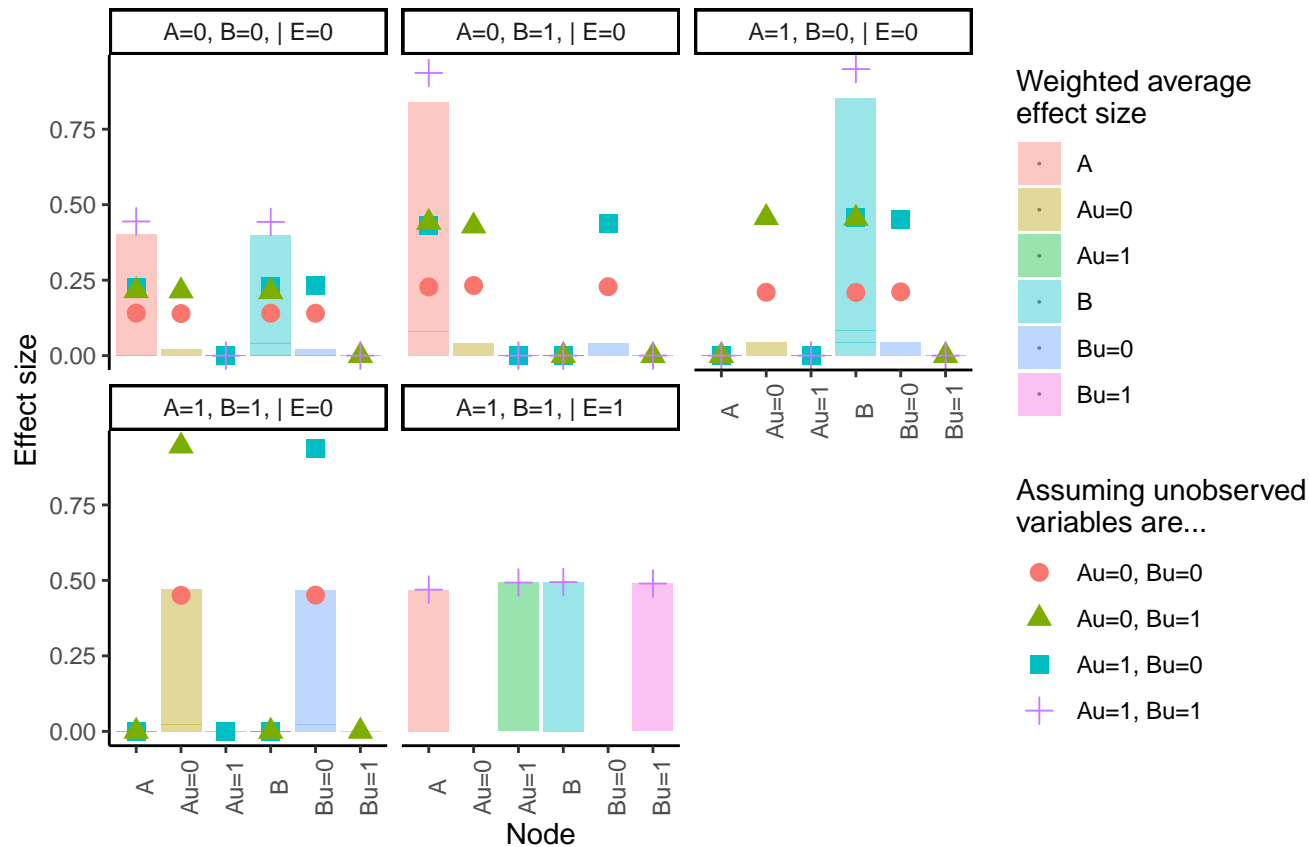 A=0, B=0, | E=0
A=0, B=1, | E=0
A=1, B=0, | E=0
0.75
0.50
0.25
0.00
A
Au=0
Au=1
B
Bu=0
Bu=1
A=1, B=1, | E=0
A=1, B=1, | E=1
0.75
0.50
0.25
0.00
A
Au=0
Au=1
B
Bu=0
Bu=1
A
Au=0
Au=1
B
Bu=0
Bu=1
Effect size
Node
Weighted average
effect size
A
Au=0
Au=1
B
Bu=0
Bu=1
Assuming unobserved
variables are...
Au=0, Bu=0
Au=0, Bu=1
Au=1, Bu=0
Au=1, Bu=1